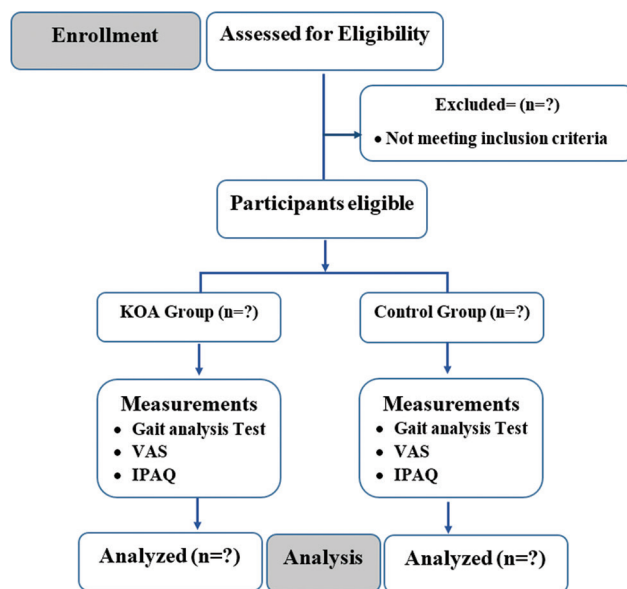 Enrollment
Assessed for Eligibility
Excluded= (n=?)
• Not meeting inclusion criteria
Participants eligible
KOA Group (n=?)
Control Group (n=?)
Measurements
• Gait analysis Test
• VAS
• IPAQ
Measurements
• Gait analysis Test
• VAS
• IPAQ
Analyzed (n=?)
Analysis
Analyzed (n=?)